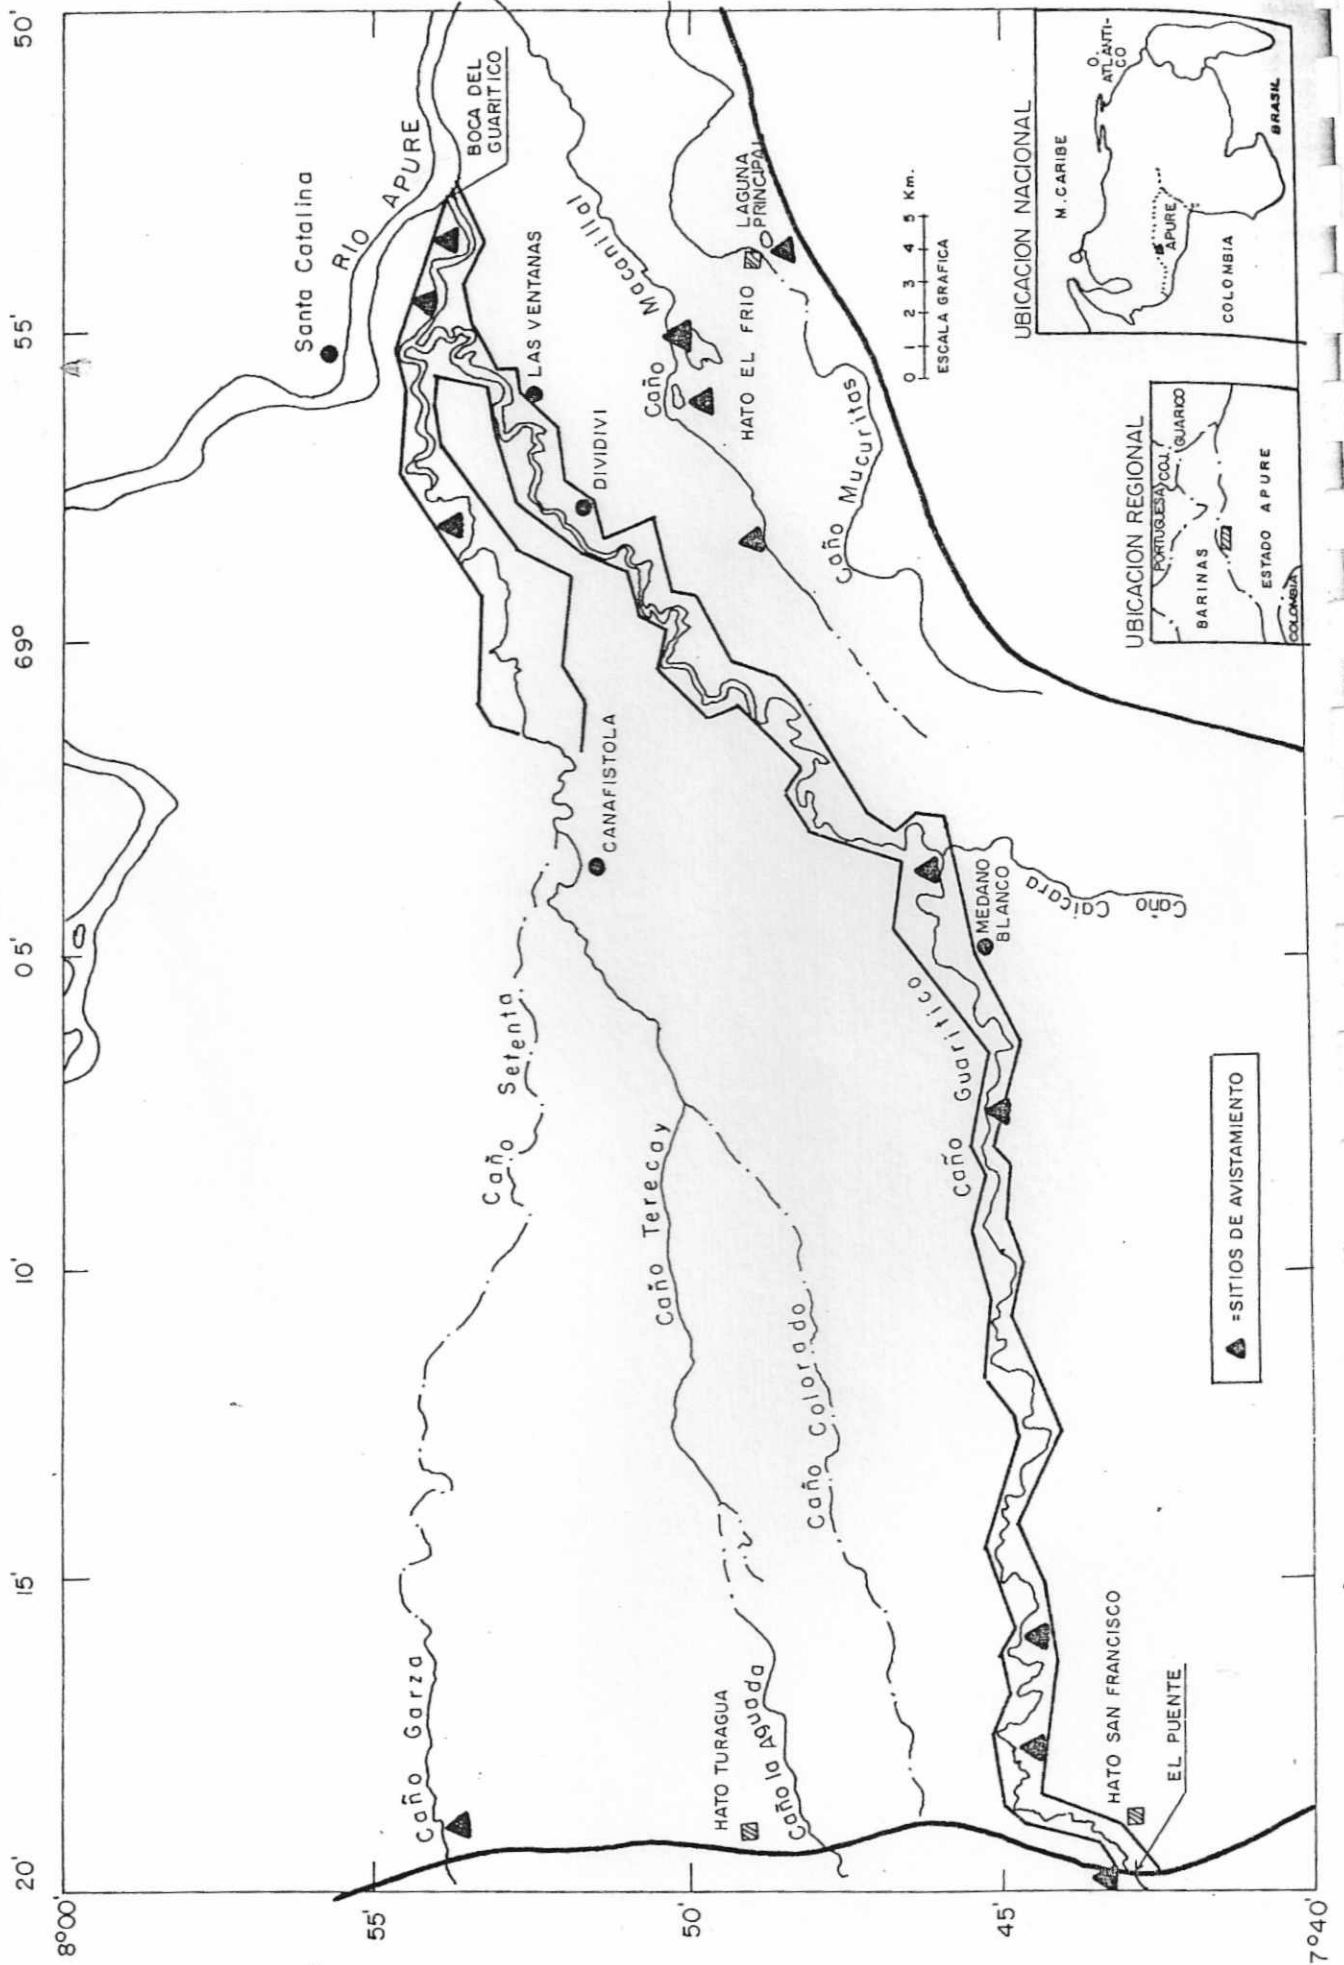 20'
15'
10'
05'
69°
55'
50'
8°00'
55'
50'
45'
7°40'
Santa Catalina
RIO APURE
BOCA DEL
GUARITICO
LAS VENTANAS
DIVIDIVI
CANAFISTOLA
Caño Macanillal
HATO EL FRIO
LAGUNA
PRINCIPAL
Caño Mucuritas
Caño Setenta
Caño Garza
Caño Terecay
Caño Colorado
HATO TURAGUA
Caño la Aguada
Caño Guaritico
MEDANO
BLANCO
Caño Caicara
HATO SAN FRANCISCO
EL PUENTE
=SITIOS DE AVISTAMIENTO
0 1 2 3 4 5 Km.
ESCALA GRAFICA
UBICACION REGIONAL
PORTUGUESA
COJ.
GUARICO
BARINAS
ESTADO APURE
COLOMBIA
UBICACION NACIONAL
M. CARIBE
O.
ATLANTI-
CO
APURE
COLOMBIA
BRASIL